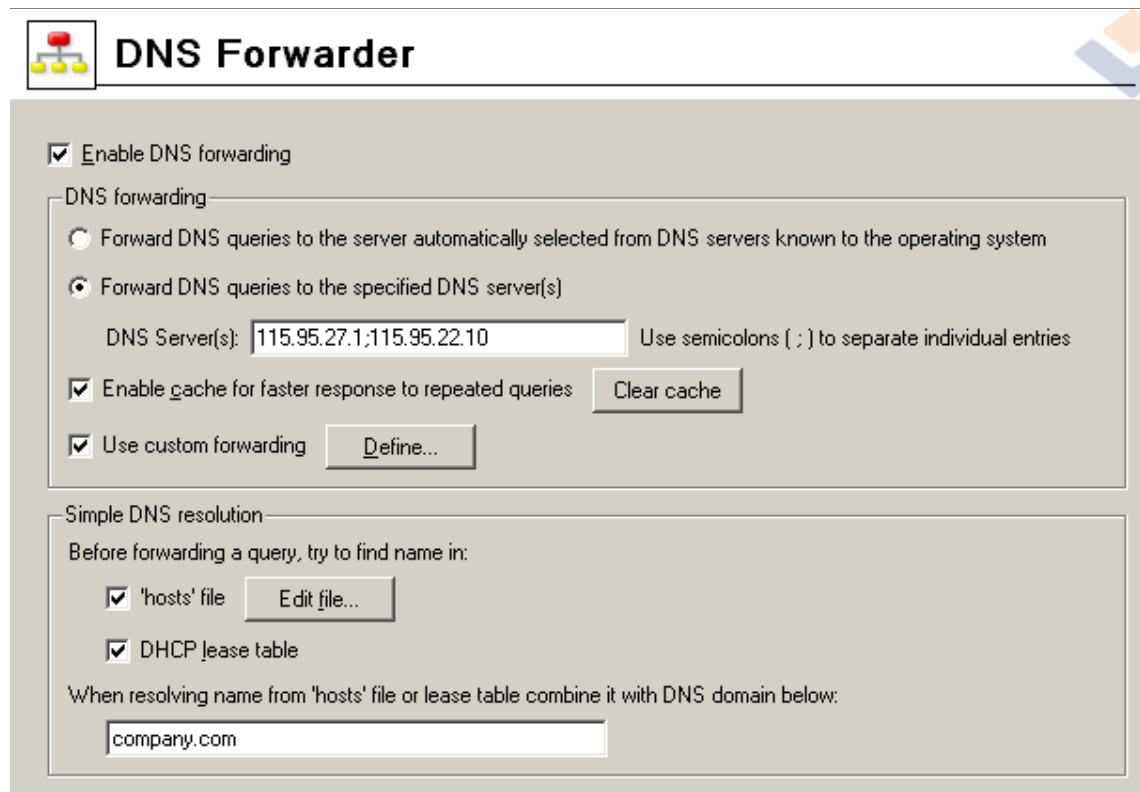 DNS Forwarder
Enable DNS forwarding
DNS forwarding
Forward DNS queries to the server automatically selected from DNS servers known to the operating system
Forward DNS queries to the specified DNS server(s)
DNS Server(s): 115.95.27.1;115.95.22.10 Use semicolons ( ; ) to separate individual entries
Enable cache for faster response to repeated queries Clear cache
Use custom forwarding Define...
Simple DNS resolution
Before forwarding a query, try to find name in:
'hosts' file Edit file...
DHCP lease table
When resolving name from 'hosts' file or lease table combine it with DNS domain below:
company.com